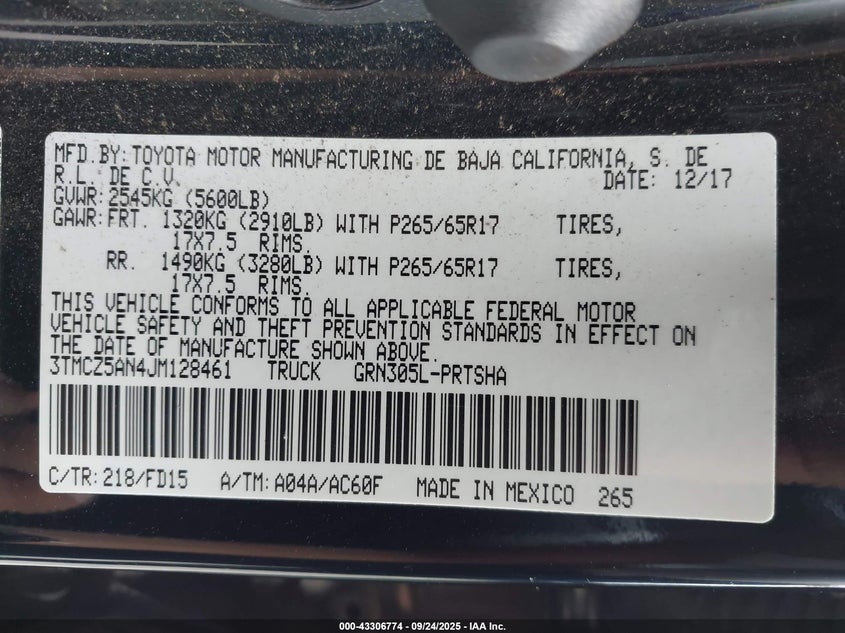 MFD.BY:TOYOTA MOTOR MANUFACTURING DE BAJA CALIFORNIA, S. DE
R.L. DE C.V. DATE: 12/17
GVWR:2545KG (5600LB)
GAWR:FRT. 1320KG (2910LB) WITH P265/65R17 TIRES,
17X7.5 RIMS.
RR. 1490KG (3280LB) WITH P265/65R17 TIRES,
17X7.5 RIMS.
THIS VEHICLE CONFORMS TO ALL APPLICABLE FEDERAL MOTOR
VEHICLE SAFETY AND THEFT PREVENTION STANDARDS IN EFFECT ON
THE DATE OF MANUFACTURE SHOWN ABOVE.
3TMCZ5AN4JM128461 TRUCK GRN305L-PRTSHA
C/TR:218/FD15 A/TM:A04A/AC60F MADE IN MEXICO 265
000-43306774 - 09/24/2025 - IAA Inc.